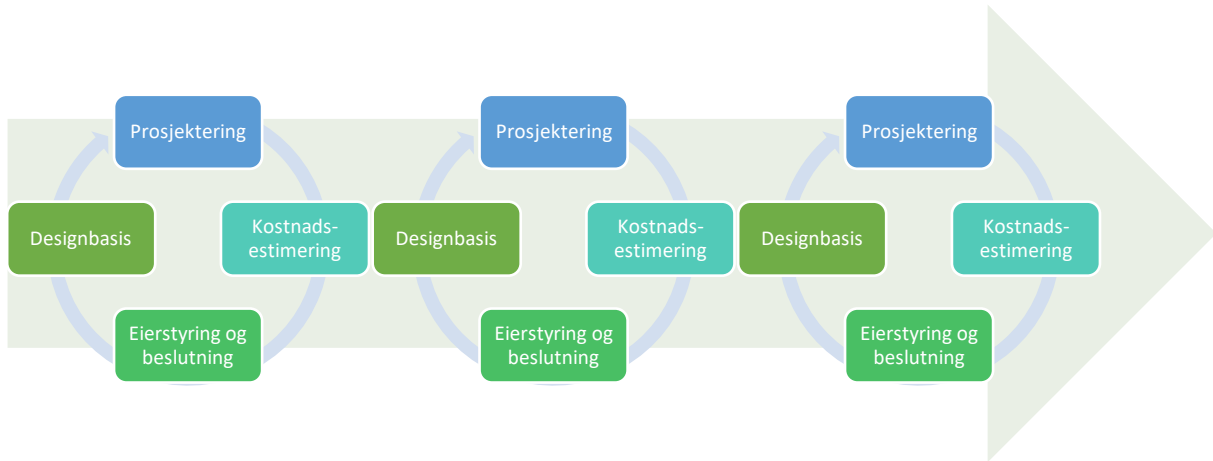 Prosjektering
Designbasis
Kostnads-
estimering
Eierstyring og
beslutning
Prosjektering
Designbasis
Kostnads-
estimering
Eierstyring og
beslutning
Prosjektering
Designbasis
Kostnads-
estimering
Eierstyring og
beslutning